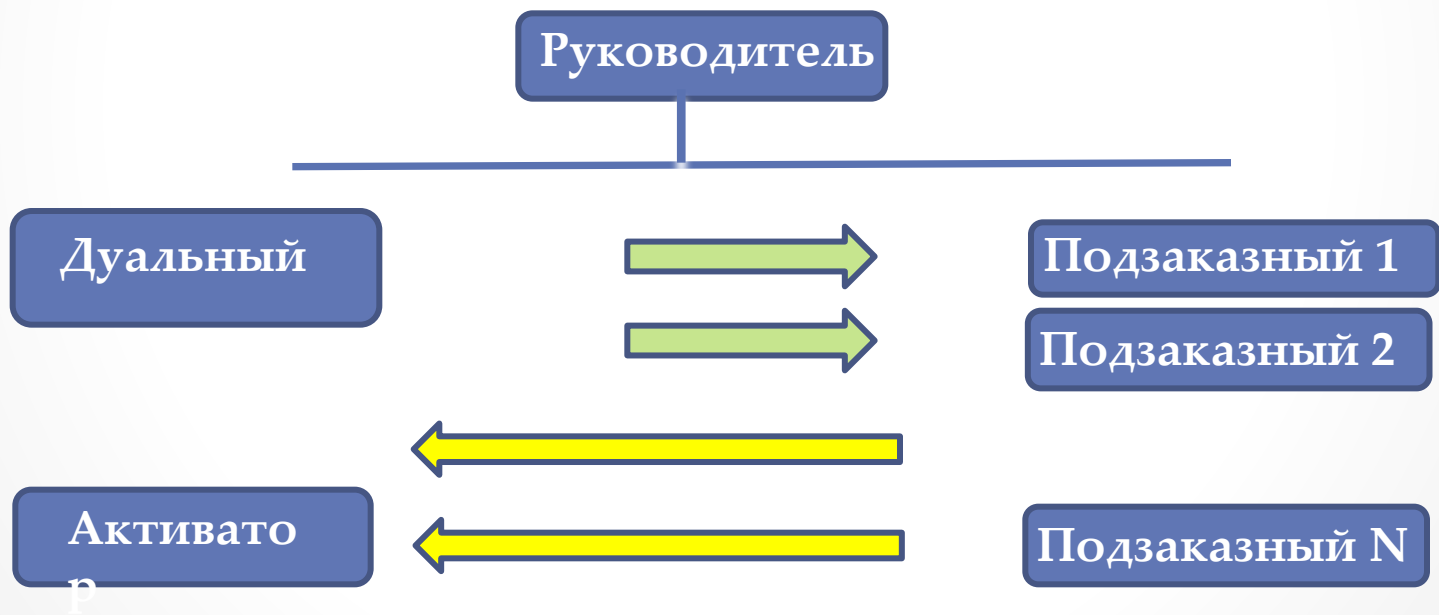 Руководитель
Дуальный
Подзаказный 1
Подзаказный 2
Активато
р
Подзаказный N